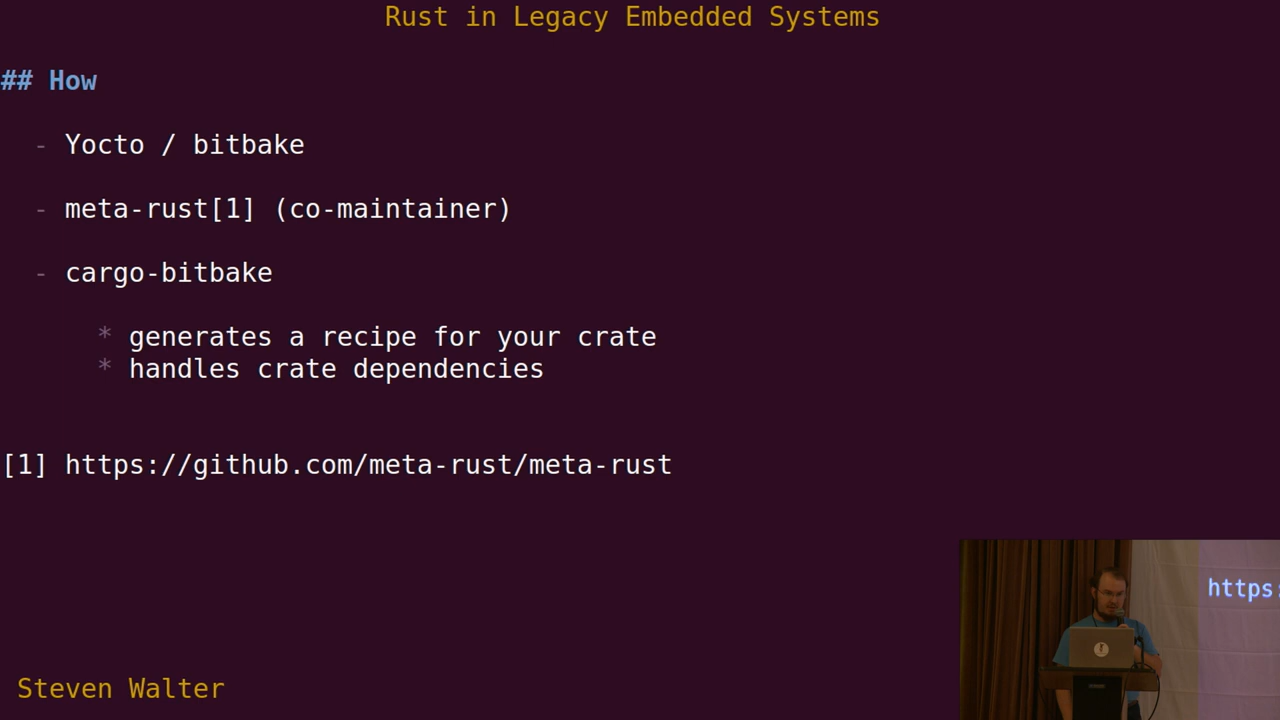 Rust in Legacy Embedded Systems
## How
- Yocto / bitbake
- meta-rust[1] (co-maintainer)
- cargo-bitbake
* generates a recipe for your crate
* handles crate dependencies
[1] https://github.com/meta-rust/meta-rust
https:
Steven Walter